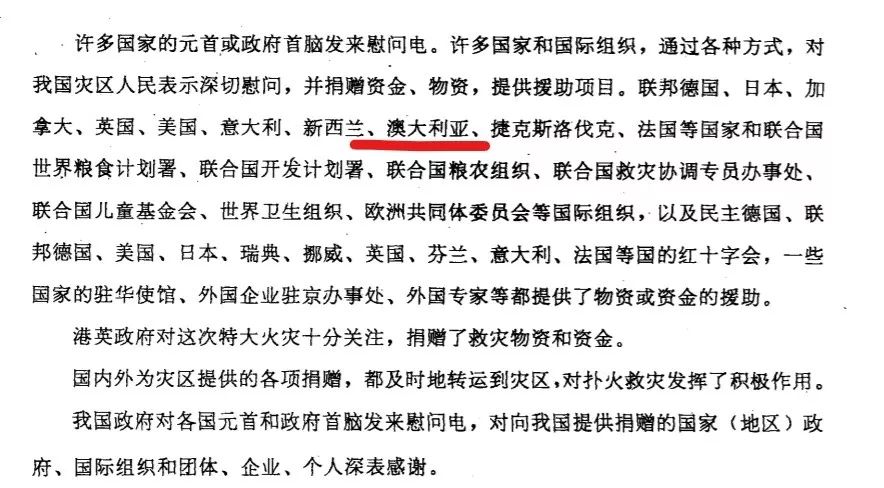 许多国家的元首或政府首脑发来慰问电。许多国家和国际组织，通过各种方式，对
我国灾区人民表示深切慰问，并捐赠资金、物资，提供援助项目。联邦德国、日本、加
拿大、英国、美国、意大利、新西兰、澳大利亚、捷克斯洛伐克、法国等国家和联合国
世界粮食计划署、联合国开发计划署、联合国粮农组织、联合国救灾协调专员办事处、
联合国儿童基金会、世界卫生组织、欧洲共同体委员会等国际组织，以及民主德国、联
邦德国、美国、日本、瑞典、挪威、英国、芬兰、意大利、法国等国的红十字会，一些
国家的驻华使馆、外国企业驻京办事处、外国专家等都提供了物资或资金的援助。
港英政府对这次特大火灾十分关注，捐赠了救灾物资和资金。
国内外为灾区提供的各项捐赠，都及时地转运到灾区，对扑火救灾发挥了积极作用。
我国政府对各国元首和政府首脑发来慰问电，对向我国提供捐赠的国家（地区）政
府、国际组织和团体、企业、个人深表感谢。